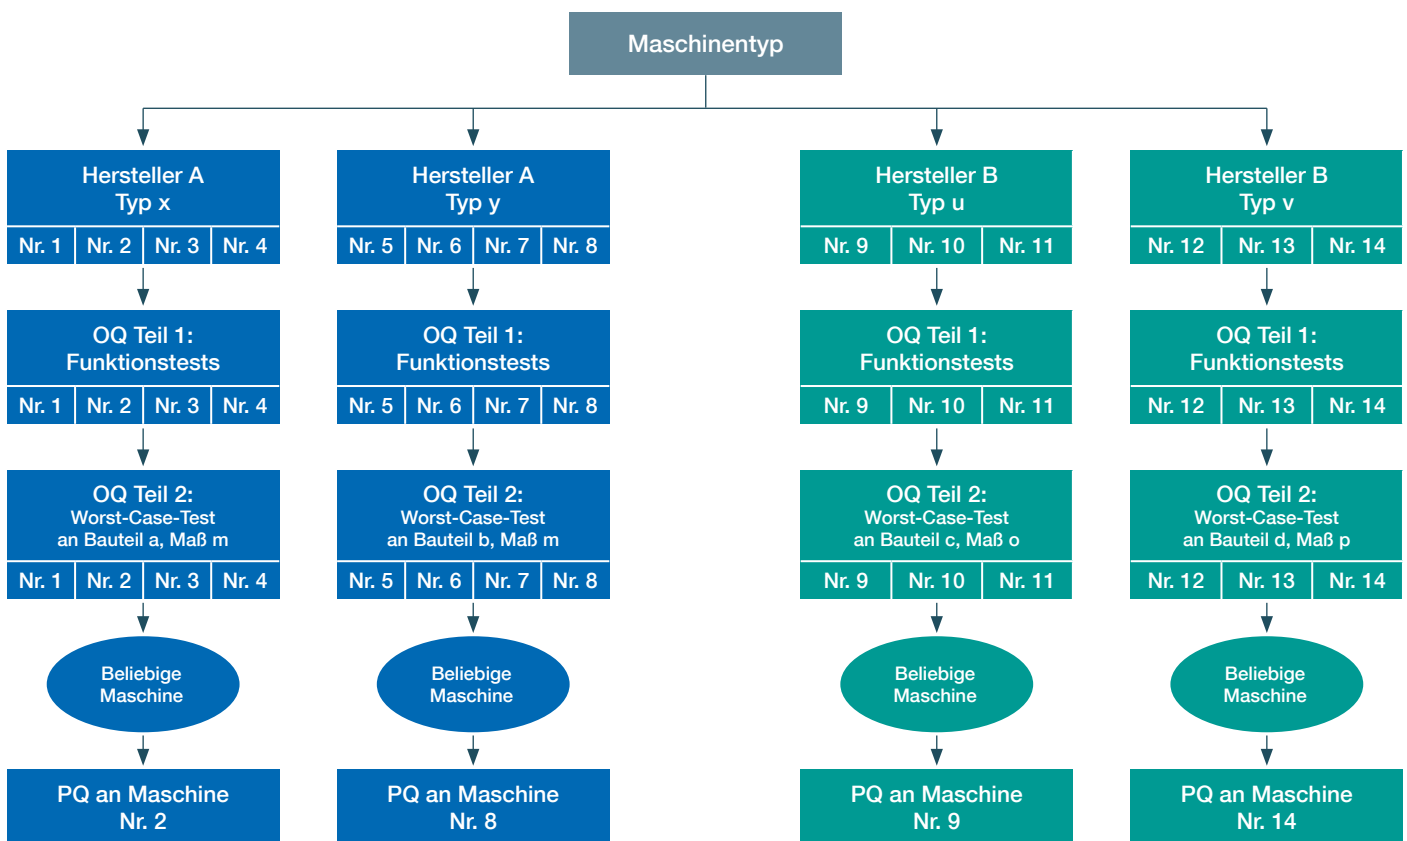 Maschinentyp
Hersteller A
Typ x
Nr. 1 Nr. 2 Nr. 3 Nr. 4
Hersteller A
Typ y
Nr. 5 Nr. 6 Nr. 7 Nr. 8
Hersteller B
Typ u
Nr. 9 Nr. 10 Nr. 11
Hersteller B
Typ v
Nr. 12 Nr. 13 Nr. 14
OQ Teil 1:
Funktionstests
Nr. 1 Nr. 2 Nr. 3 Nr. 4
OQ Teil 1:
Funktionstests
Nr. 5 Nr. 6 Nr. 7 Nr. 8
OQ Teil 1:
Funktionstests
Nr. 9 Nr. 10 Nr. 11
OQ Teil 1:
Funktionstests
Nr. 12 Nr. 13 Nr. 14
OQ Teil 2:
Worst-Case-Test
an Bauteil a, Maß m
Nr. 1 Nr. 2 Nr. 3 Nr. 4
OQ Teil 2:
Worst-Case-Test
an Bauteil b, Maß m
Nr. 5 Nr. 6 Nr. 7 Nr. 8
OQ Teil 2:
Worst-Case-Test
an Bauteil c, Maß o
Nr. 9 Nr. 10 Nr. 11
OQ Teil 2:
Worst-Case-Test
an Bauteil d, Maß p
Nr. 12 Nr. 13 Nr. 14
Beliebige
Maschine
Beliebige
Maschine
Beliebige
Maschine
Beliebige
Maschine
PQ an Maschine
Nr. 2
PQ an Maschine
Nr. 8
PQ an Maschine
Nr. 9
PQ an Maschine
Nr. 14